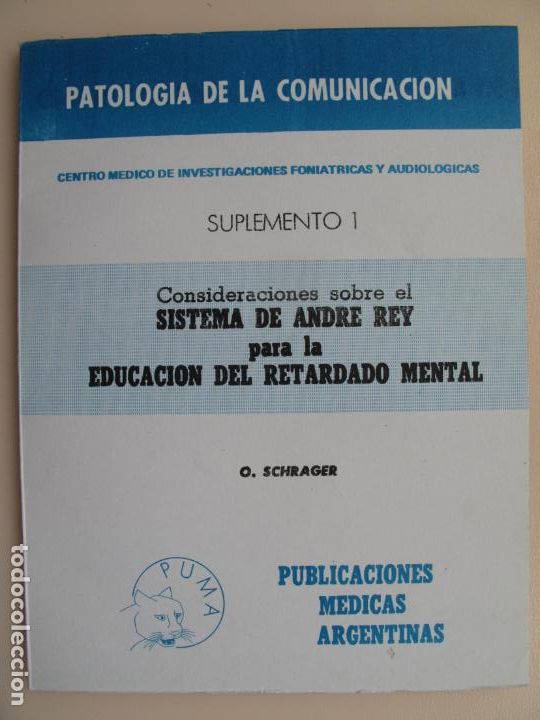 PATOLOGIA DE LA COMUNICACION
CENTRO MEDICO DE INVESTIGACIONES FONIATRICAS Y AUDIOLOGICAS
SUPLEMENTO 1
Consideraciones sobre el
SISTEMA DE ANDRE REY
para la
EDUCACION DEL RETARDADO MENTAL
O. SCHRAGER
PUMA
PUBLICACIONES
MEDICAS
ARGENTINAS
todocoleccion.net